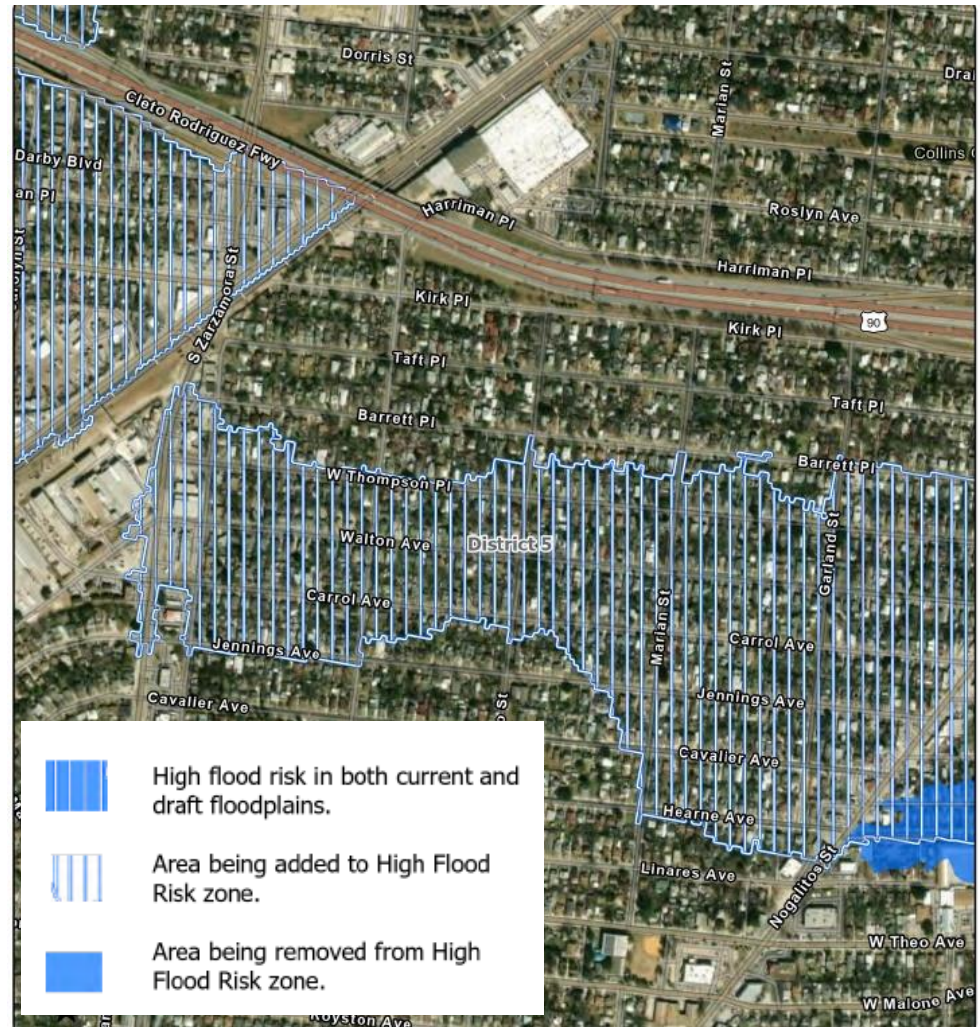 Dorris St
Marian St
Cleto Rodriguez Fwy
Darby Blvd
Collins
Harriman Pl
Roslyn Ave
Harriman Pl
S Zarzamora St
Kirk Pl
90
Kirk Pl
Taft Pl
Taft Pl
Barrett Pl
Barrett Pl
W Thompson Pl
Walton Ave
District 5
Garland St
Carrol Ave
Marian St
Carrol Ave
Jennings Ave
Jennings Ave
Cavalier Ave
Cavalier Ave
Hearne Ave
Linares Ave
Nogalitos St
W Theo Ave
W Malone Ave
Royston Ave
High flood risk in both current and
draft floodplains.
Area being added to High Flood
Risk zone.
Area being removed from High
Flood Risk zone.